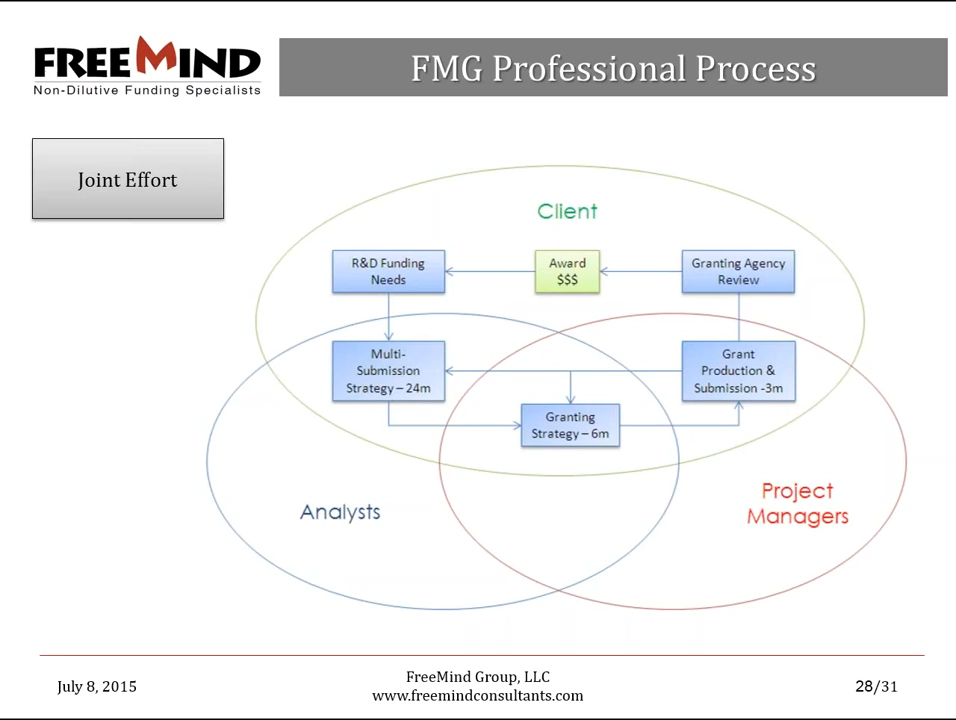 FREEMIND
Non-Dilutive Funding Specialists
FMG Professional Process
Joint Effort
Client
R&D Funding
Needs
Award
$$$
Granting Agency
Review
Multi-
Submission
Strategy – 24m
Grant
Production &
Submission -3m
Granting
Strategy – 6m
Analysts
Project
Managers
July 8, 2015
FreeMind Group, LLC
www.freemindconsultants.com
28/31